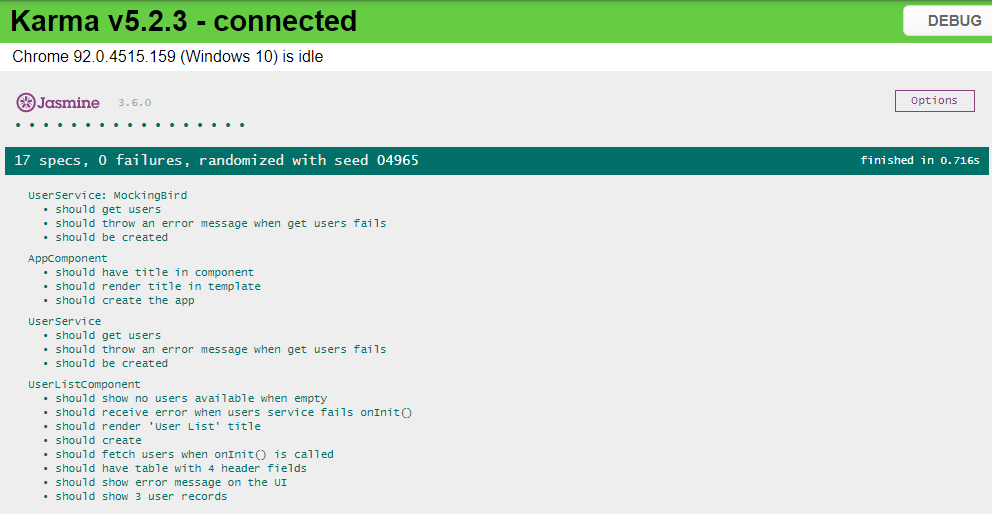 Karma v5.2.3 - connected
DEBUG
Chrome 92.0.4515.159 (Windows 10) is idle
Jasmine 3.6.0
Options
• • • • • • • • • • • • • • • • •
17 specs, 0 failures, randomized with seed 04965
finished in 0.716s
UserService: MockingBird
• should get users
• should throw an error message when get users fails
• should be created
AppComponent
• should have title in component
• should render title in template
• should create the app
UserService
• should get users
• should throw an error message when get users fails
• should be created
UserListComponent
• should show no users available when empty
• should receive error when users service fails onInit()
• should render 'User List' title
• should create
• should fetch users when onInit() is called
• should have table with 4 header fields
• should show error message on the UI
• should show 3 user records